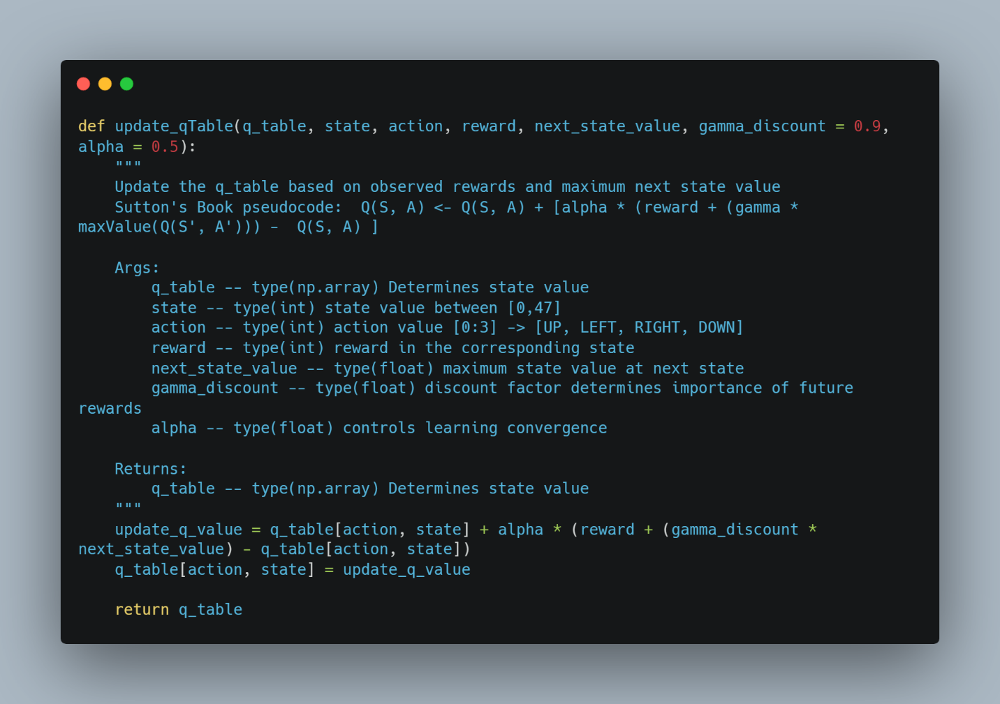 def update_qTable(q_table, state, action, reward, next_state_value, gamma_discount = 0.9,
alpha = 0.5):
    """
    Update the q_table based on observed rewards and maximum next state value
    Sutton's Book pseudocode:  Q(S, A) <- Q(S, A) + [alpha * (reward + (gamma *
maxValue(Q(S', A'))) -  Q(S, A) ]

    Args:
        q_table -- type(np.array) Determines state value
        state -- type(int) state value between [0,47]
        action -- type(int) action value [0:3] -> [UP, LEFT, RIGHT, DOWN]
        reward -- type(int) reward in the corresponding state
        next_state_value -- type(float) maximum state value at next state
        gamma_discount -- type(float) discount factor determines importance of future
rewards
        alpha -- type(float) controls learning convergence

    Returns:
        q_table -- type(np.array) Determines state value
    """
    update_q_value = q_table[action, state] + alpha * (reward + (gamma_discount *
next_state_value) - q_table[action, state])
    q_table[action, state] = update_q_value

    return q_table